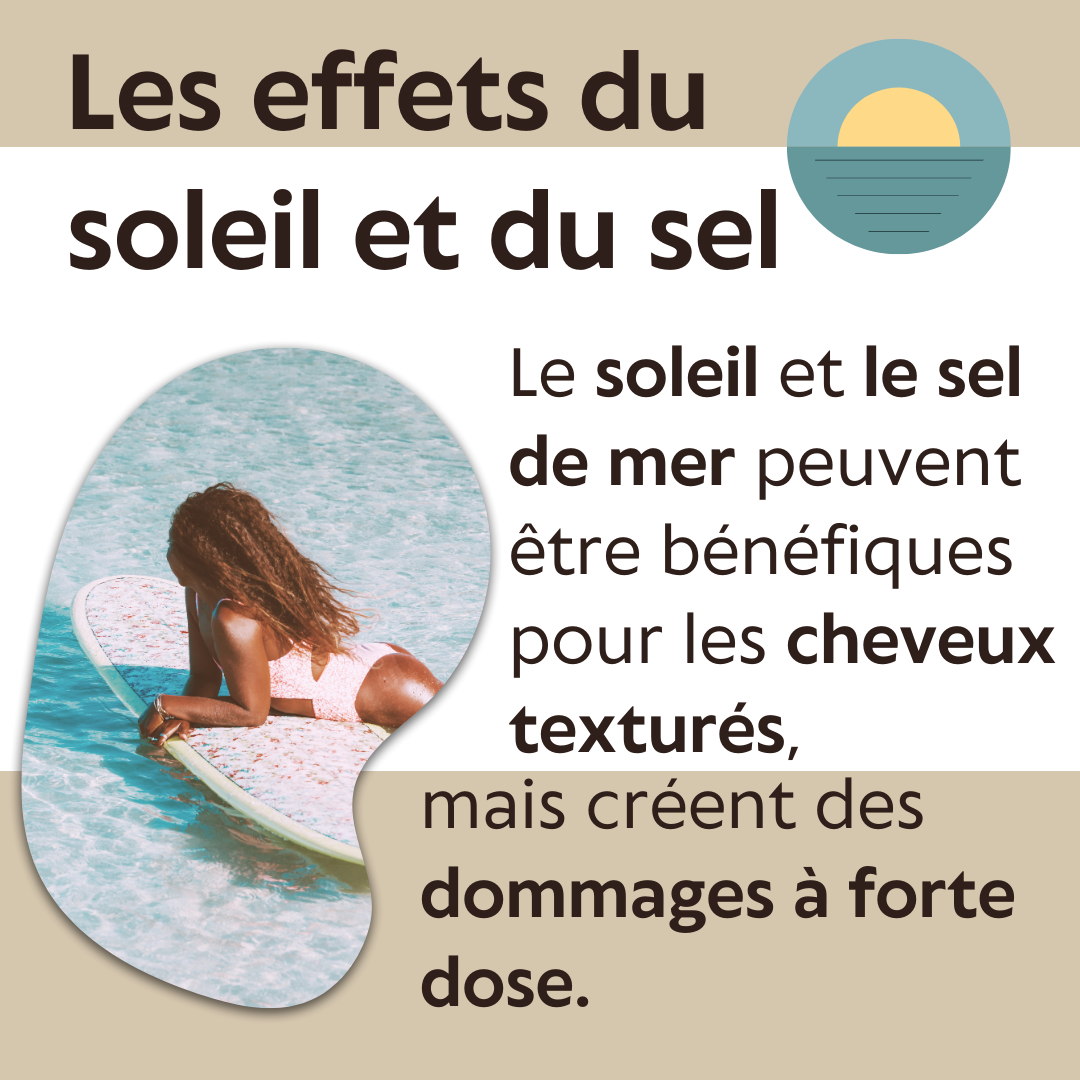 Les effets du
soleil et du sel
Le soleil et le sel
de mer peuvent
être bénéfiques
pour les cheveux
texturés,
mais créent des
dommages à forte
dose.